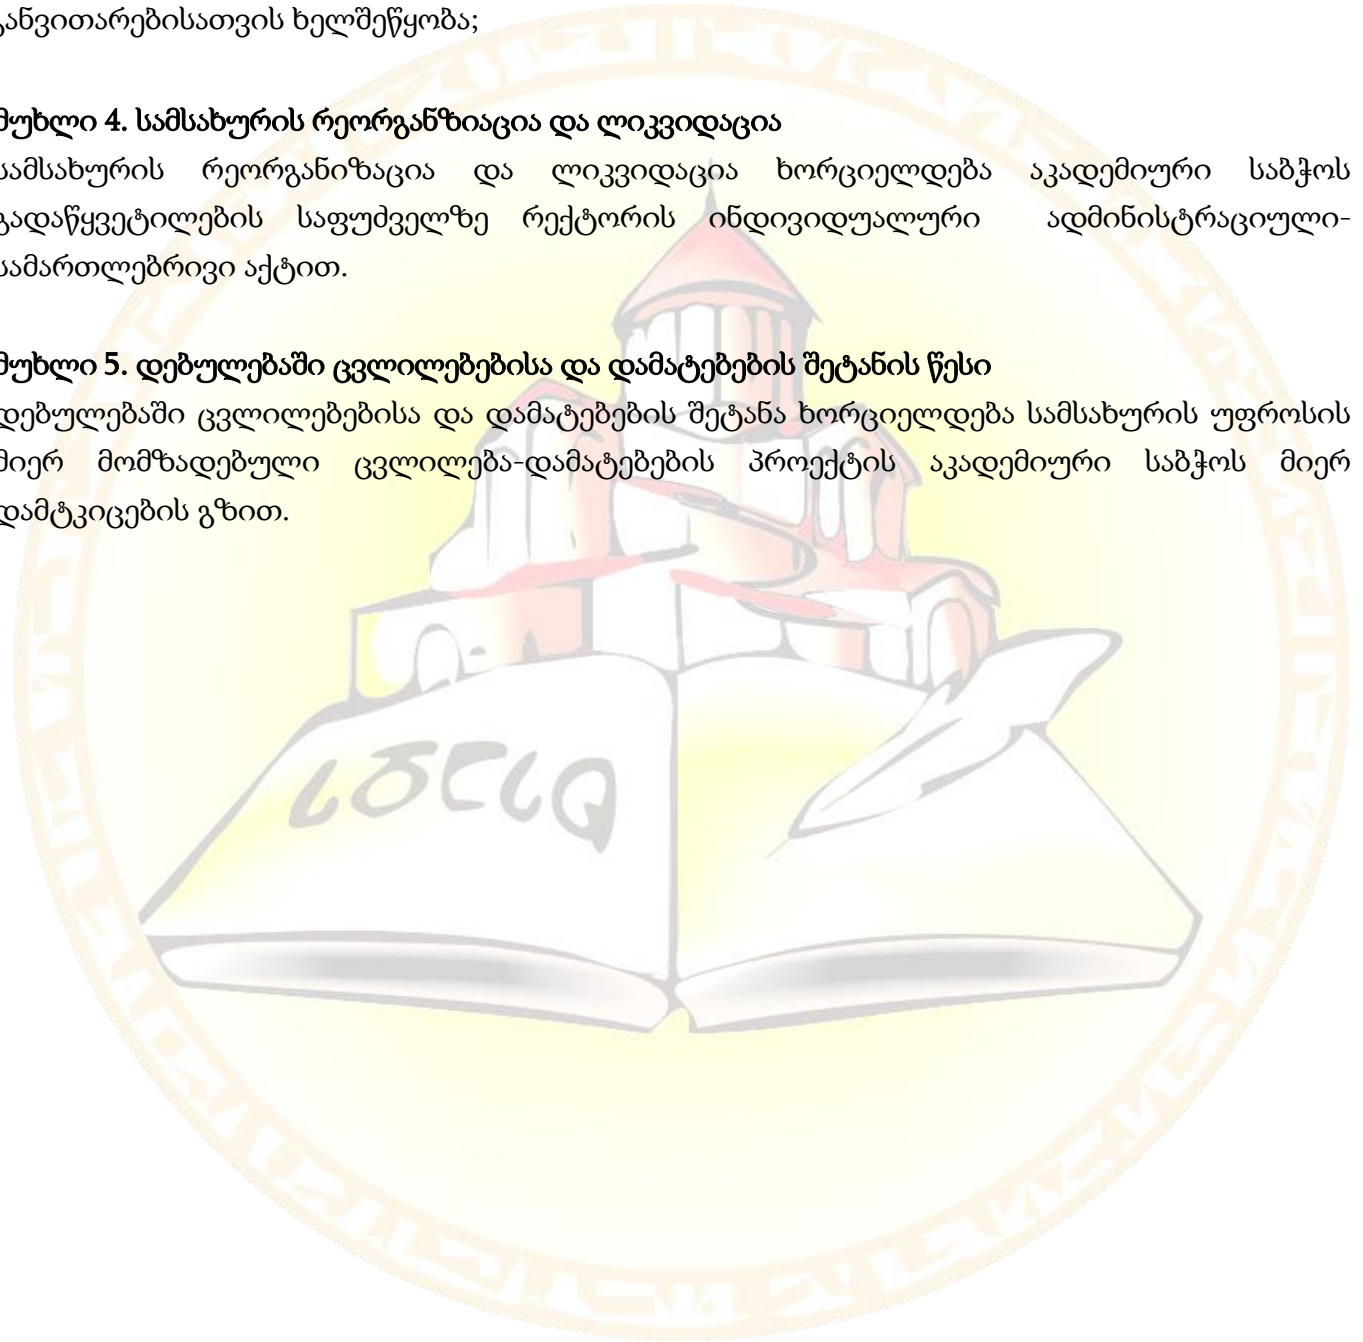 განვითარებისათვის ხელშეწყობა;
მუხლი 4. სამსახურის რეორგანზიაცია და ლიკვიდაცია
სამსახურის რეორგანიზაცია და ლიკვიდაცია ხორციელდება აკადემიური საბჭოს
გადაწყვეტილების საფუძველზე რექტორის ინდივიდუალური ადმინისტრაციული-
სამართლებრივი აქტით.
მუხლი 5. დებულებაში ცვლილებებისა და დამატებების შეტანის წესი
დებულებაში ცვლილებებისა და დამატებების შეტანა ხორციელდება სამსახურის უფროსის
მიერ მომზადებული ცვლილება-დამატებების პროექტის აკადემიური საბჭოს მიერ
დამტკიცების გზით.